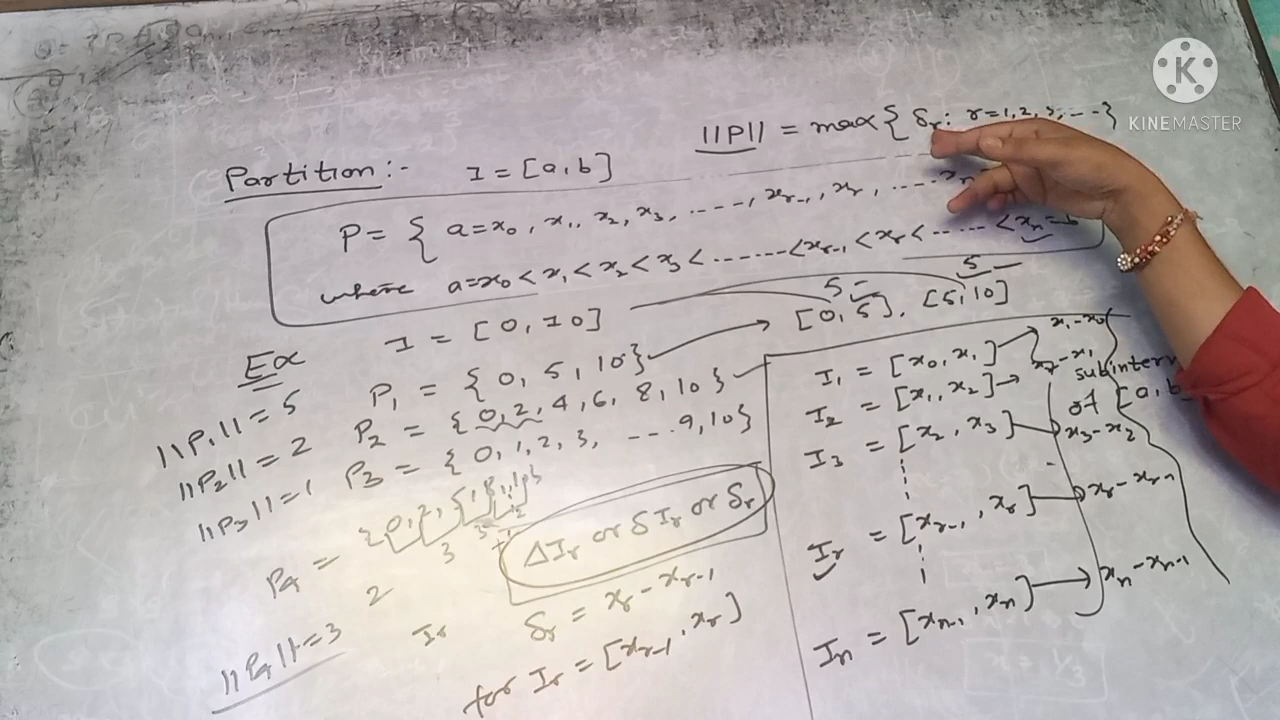 KINEMASTER
||P|| = max { δr : r=1,2,3,...}
Partition:- I = [a,b]
P = { a=x₀, x₁, x₂, x₃, ....., xᵣ₋₁, xᵣ, ..... xₙ
where a=x₀ < x₁ < x₂ < x₃ < ....... < xᵣ₋₁ < xᵣ < ..... < xₙ = b
Ex I = [0,10]
5 5
[0,5], [5,10]
||P₁|| = 5 P₁ = {0, 5, 10}
||P₂|| = 2 P₂ = {0, 2, 4, 6, 8, 10}
||P₃|| = 1 P₃ = {0, 1, 2, 3, ....9, 10}
P₄ = {0, 2, 5
2 3
||P₄|| = 3
ΔIᵣ or δIᵣ or δᵣ
Iᵣ δᵣ = xᵣ - xᵣ₋₁
for Iᵣ = [xᵣ₋₁, xᵣ]
I₁ = [x₀, x₁] x₁-x₀
I₂ = [x₁, x₂] x₂-x₁
I₃ = [x₂, x₃] x₃-x₂
Iᵣ = [xᵣ₋₁, xᵣ]
Iₙ = [xₙ₋₁, xₙ] xₙ-xₙ₋₁
subinterv
of [a,b
x = 1/3